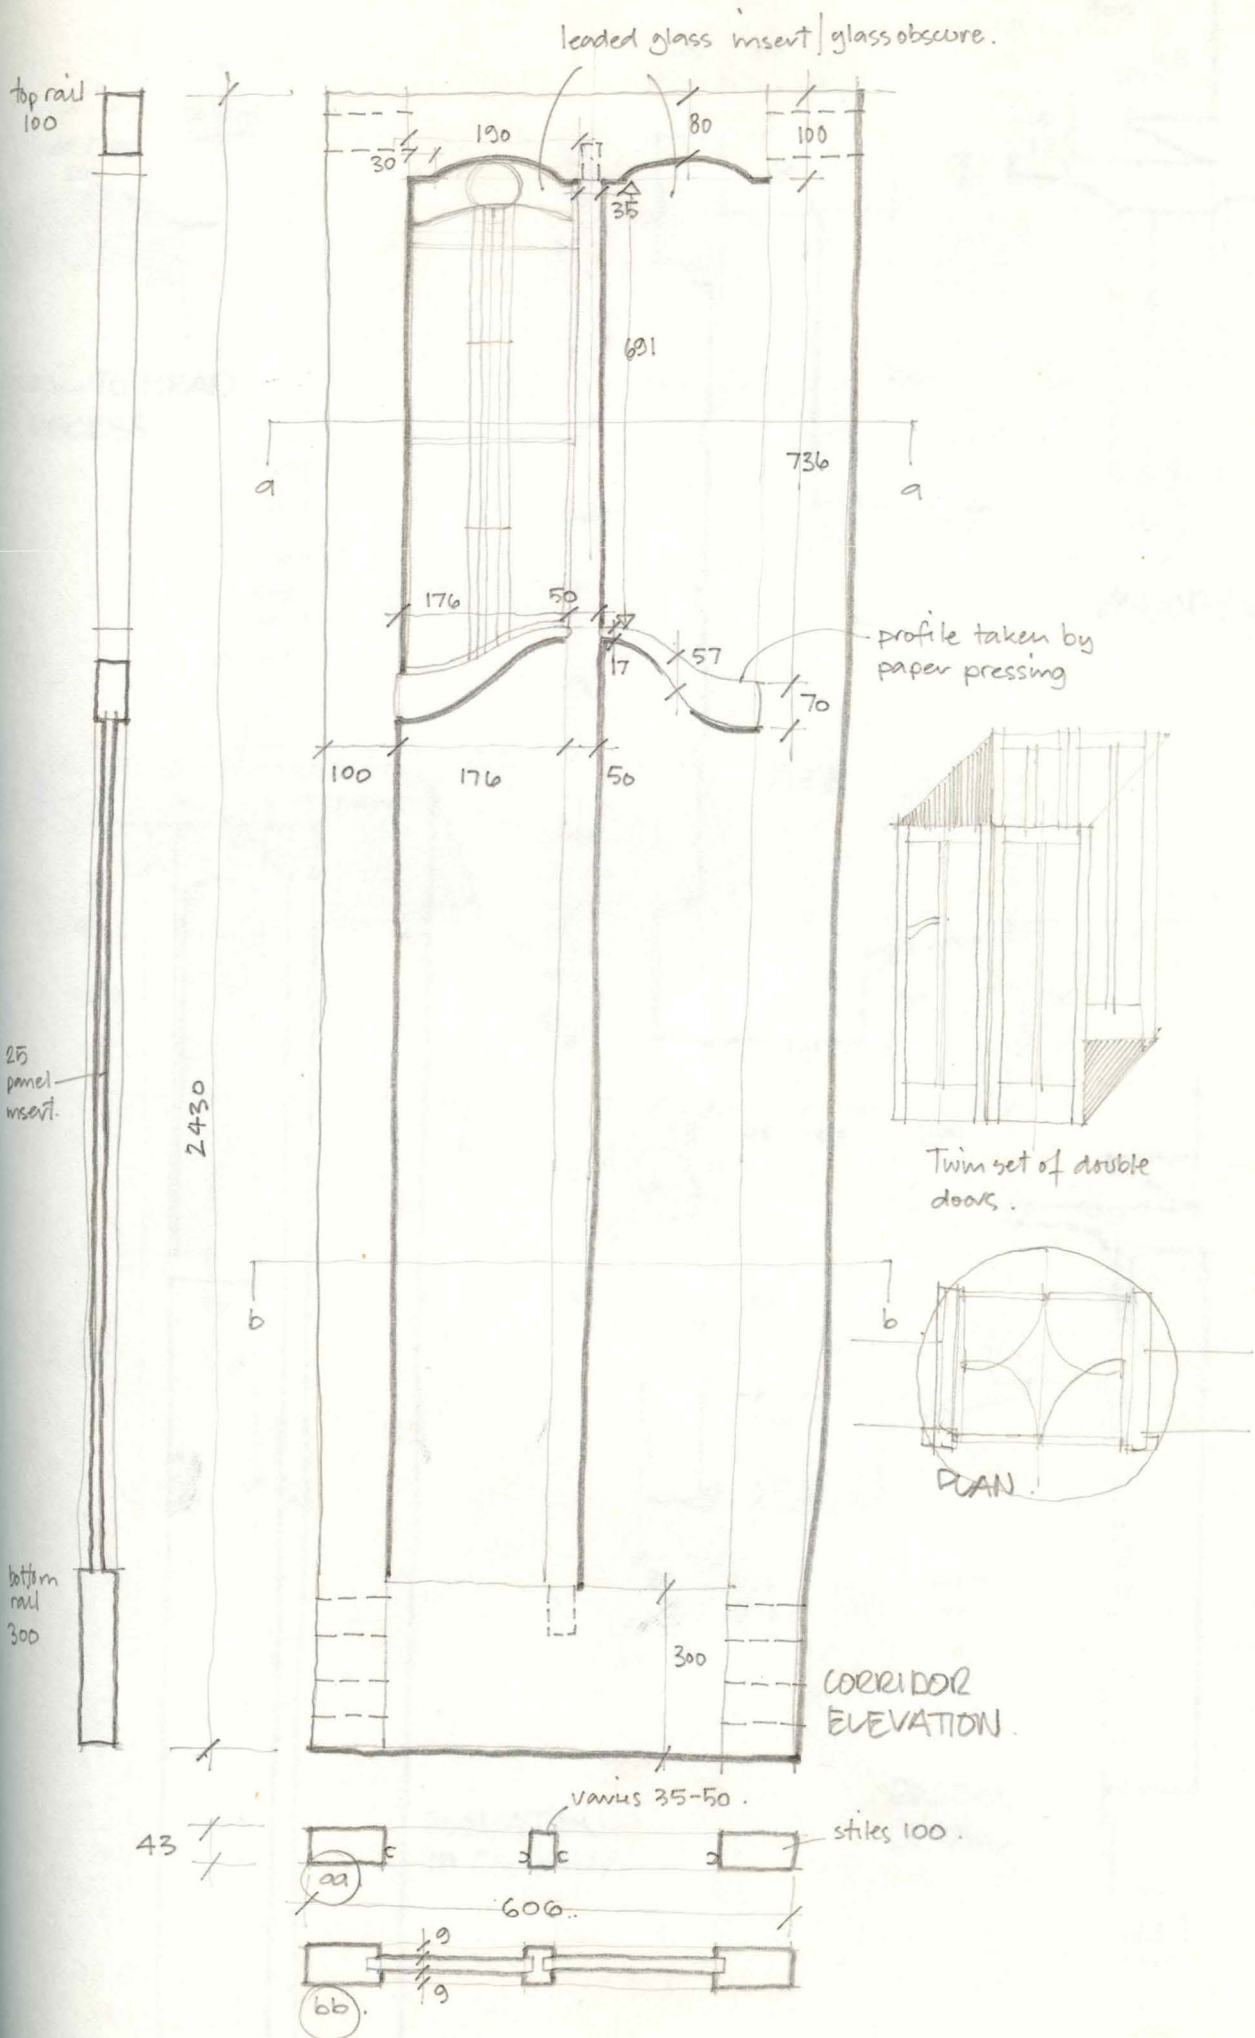 leaded glass insert | glass obscure.
top rail
100
190
80
100
30
35
691
a
a
736
176
50
17
57
profile taken by
paper pressing
70
100
176
50
25
panel
insert.
2430
Twin set of double
doors.
b
b
PLAN.
bottom
rail
300
300
CORRIDOR
ELEVATION.
varies 35-50.
stiles 100.
43
aa
606
9
9
bb.